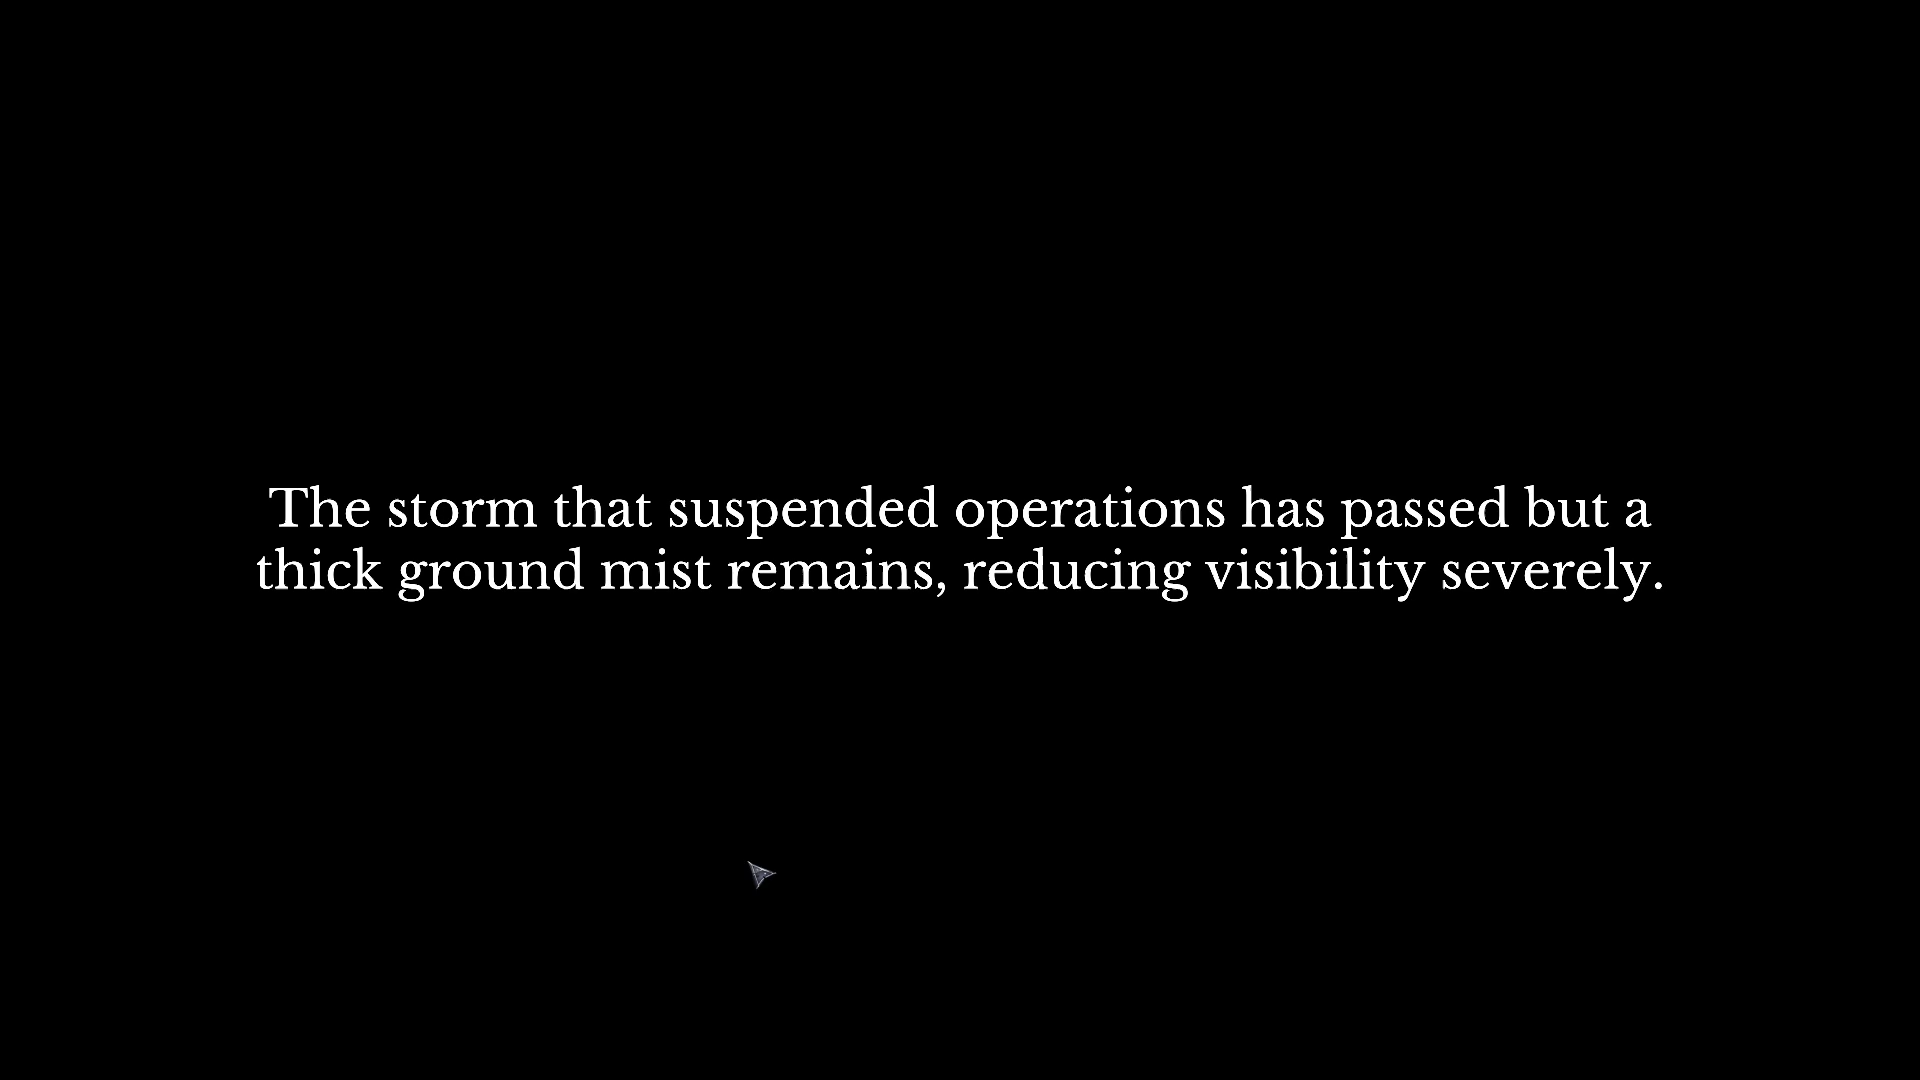 The storm that suspended operations has passed but a
thick ground mist remains, reducing visibility severely.